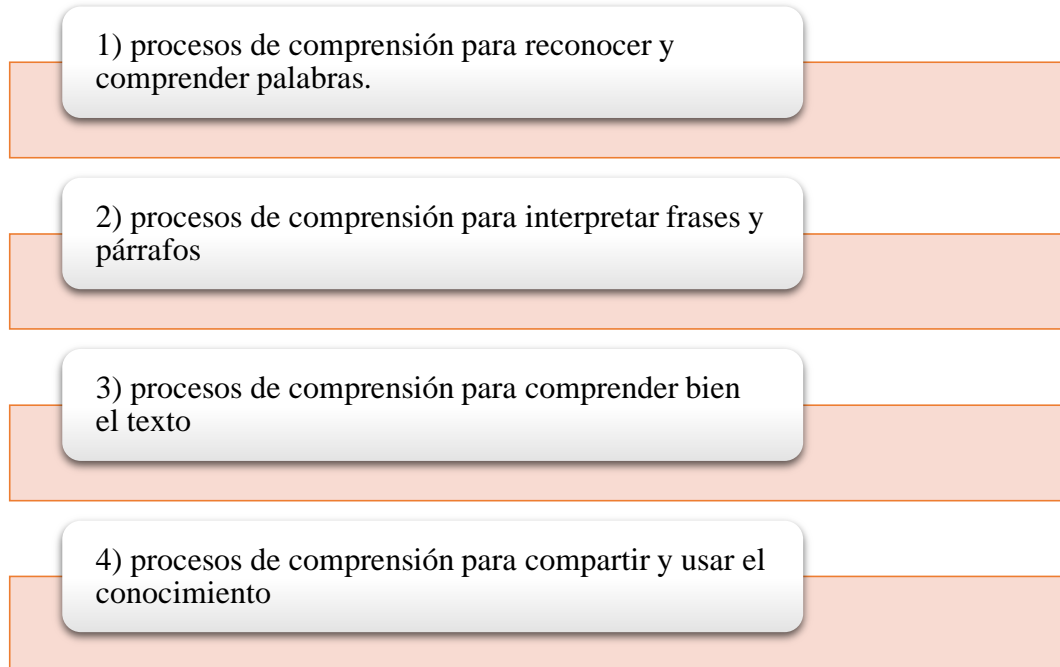 1) procesos de comprensión para reconocer y
comprender palabras.
2) procesos de comprensión para interpretar frases y
párrafos
3) procesos de comprensión para comprender bien
el texto
4) procesos de comprensión para compartir y usar el
conocimiento